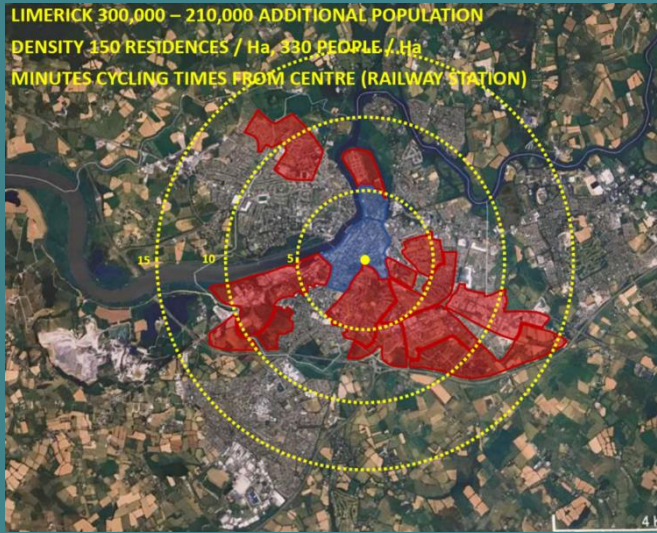 LIMERICK 300,000 – 210,000 ADDITIONAL POPULATION
DENSITY 150 RESIDENCES / Ha, 330 PEOPLE / Ha
MINUTES CYCLING TIMES FROM CENTRE (RAILWAY STATION)
15 10 5
4 K